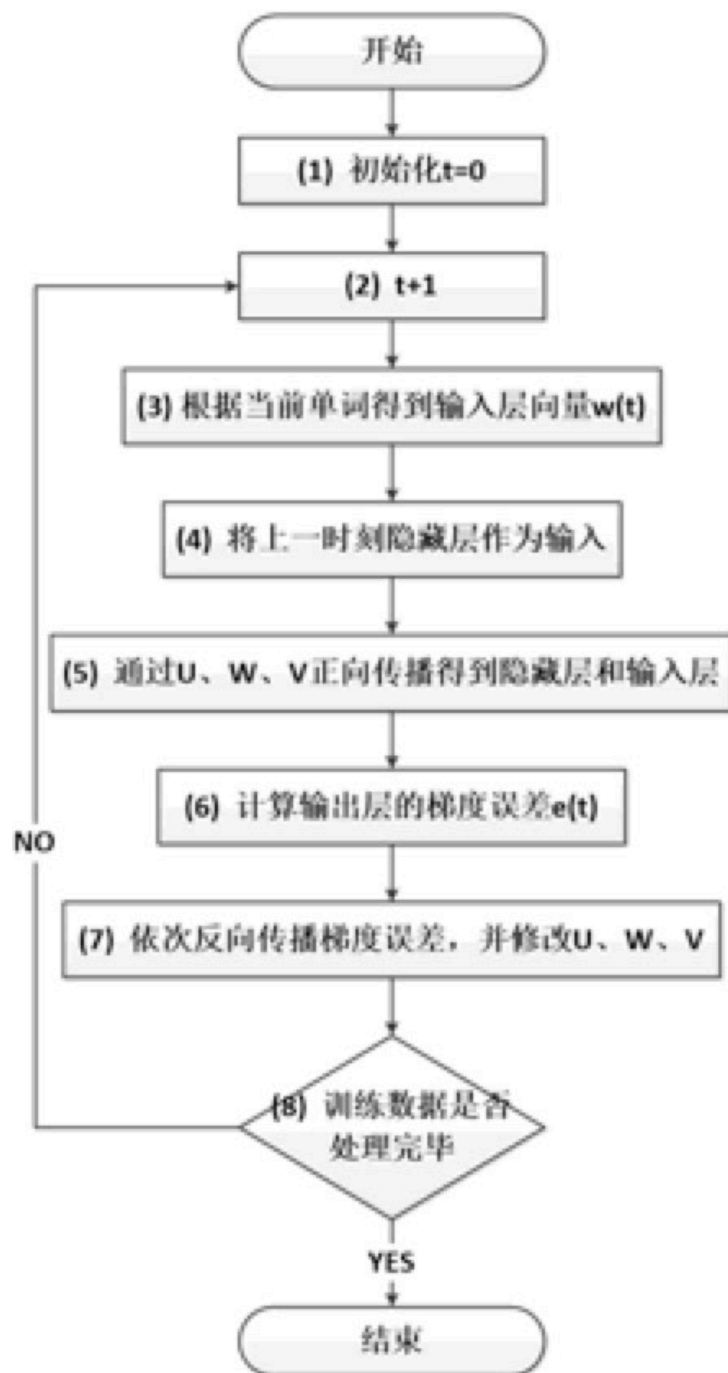 开始
(1) 初始化t=0
(2) t+1
(3) 根据当前单词得到输入层向量w(t)
(4) 将上一时刻隐藏层作为输入
(5) 通过U、W、V正向传播得到隐藏层和输入层
(6) 计算输出层的梯度误差e(t)
NO
(7) 依次反向传播梯度误差，并修改U、W、V
(8) 训练数据是否
处理完毕
YES
结束